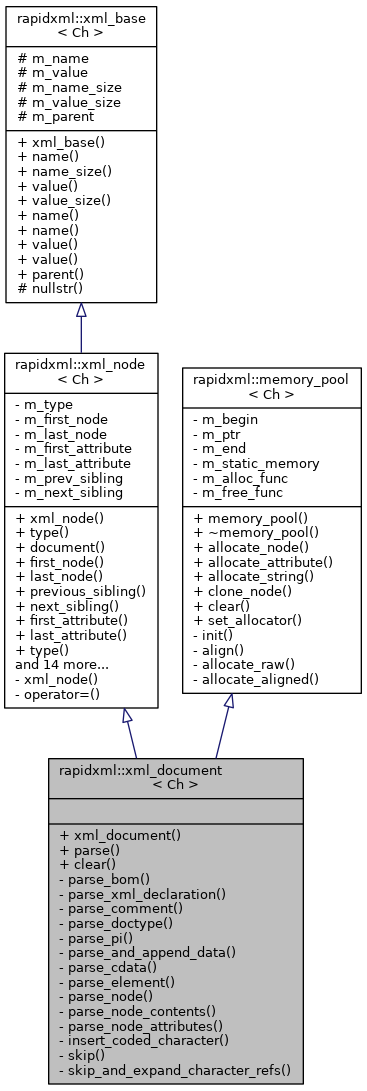 rapidxml::xml_base
< Ch >
# m_name
# m_value
# m_name_size
# m_value_size
# m_parent
+ xml_base()
+ name()
+ name_size()
+ value()
+ value_size()
+ name()
+ name()
+ value()
+ value()
+ parent()
# nullstr()
rapidxml::xml_node
< Ch >
- m_type
- m_first_node
- m_last_node
- m_first_attribute
- m_last_attribute
- m_prev_sibling
- m_next_sibling
+ xml_node()
+ type()
+ document()
+ first_node()
+ last_node()
+ previous_sibling()
+ next_sibling()
+ first_attribute()
+ last_attribute()
+ type()
and 14 more...
- xml_node()
- operator=()
rapidxml::memory_pool
< Ch >
- m_begin
- m_ptr
- m_end
- m_static_memory
- m_alloc_func
- m_free_func
+ memory_pool()
+ ~memory_pool()
+ allocate_node()
+ allocate_attribute()
+ allocate_string()
+ clone_node()
+ clear()
+ set_allocator()
- init()
- align()
- allocate_raw()
- allocate_aligned()
rapidxml::xml_document
< Ch >
+ xml_document()
+ parse()
+ clear()
- parse_bom()
- parse_xml_declaration()
- parse_comment()
- parse_doctype()
- parse_pi()
- parse_and_append_data()
- parse_cdata()
- parse_element()
- parse_node()
- parse_node_contents()
- parse_node_attributes()
- insert_coded_character()
- skip()
- skip_and_expand_character_refs()